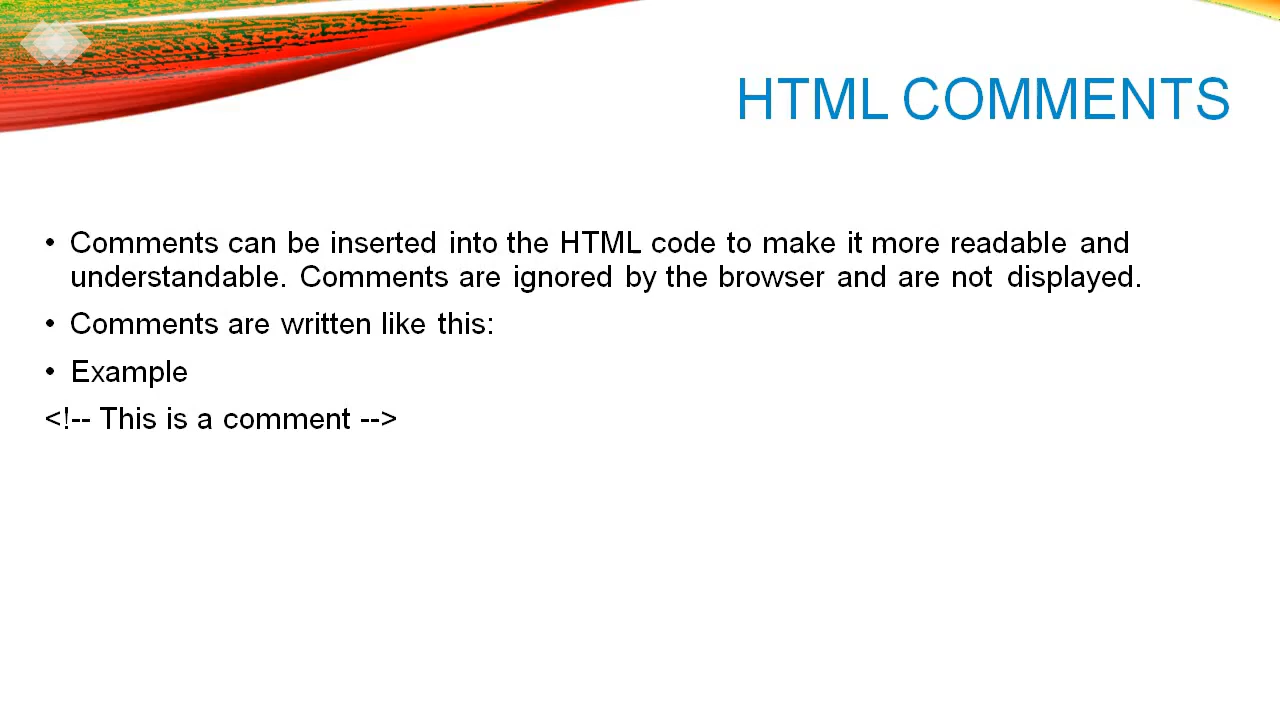 HTML COMMENTS
• Comments can be inserted into the HTML code to make it more readable and
understandable. Comments are ignored by the browser and are not displayed.
• Comments are written like this:
• Example
<!-- This is a comment -->